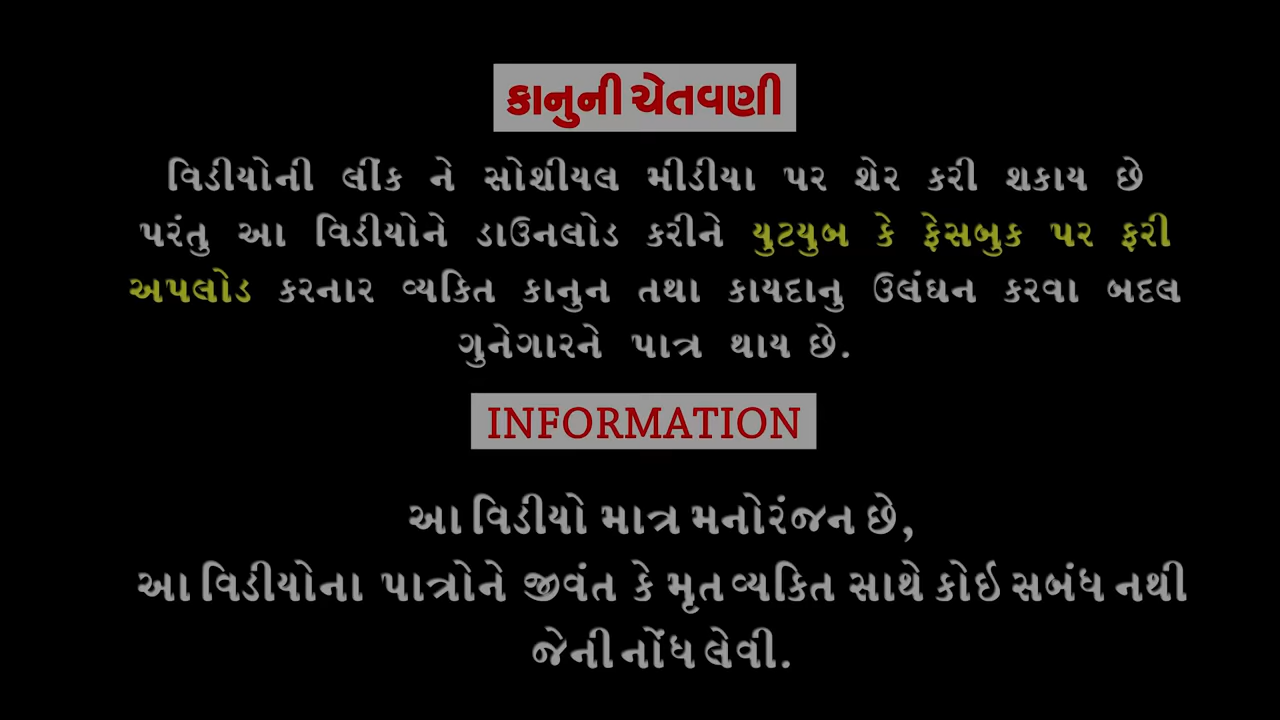 કાનુની ચેતવણી
વિડીયોની લીંક ને સોશીયલ મીડીયા પર શેર કરી શકાય છે
પરંતુ આ વિડીયોને ડાઉનલોડ કરીને યુટયુબ કે ફેસબુક પર ફરી
અપલોડ કરનાર વ્યકિત કાનુન તથા કાયદાનુ ઉલંઘન કરવા બદલ
ગુનેગારને પાત્ર થાય છે.
INFORMATION
આ વિડીયો માત્ર મનોરંજન છે,
આ વિડીયોના પાત્રોને જીવંત કે મૃત વ્યકિત સાથે કોઇ સબંધ નથી
જેની નોંધ લેવી.